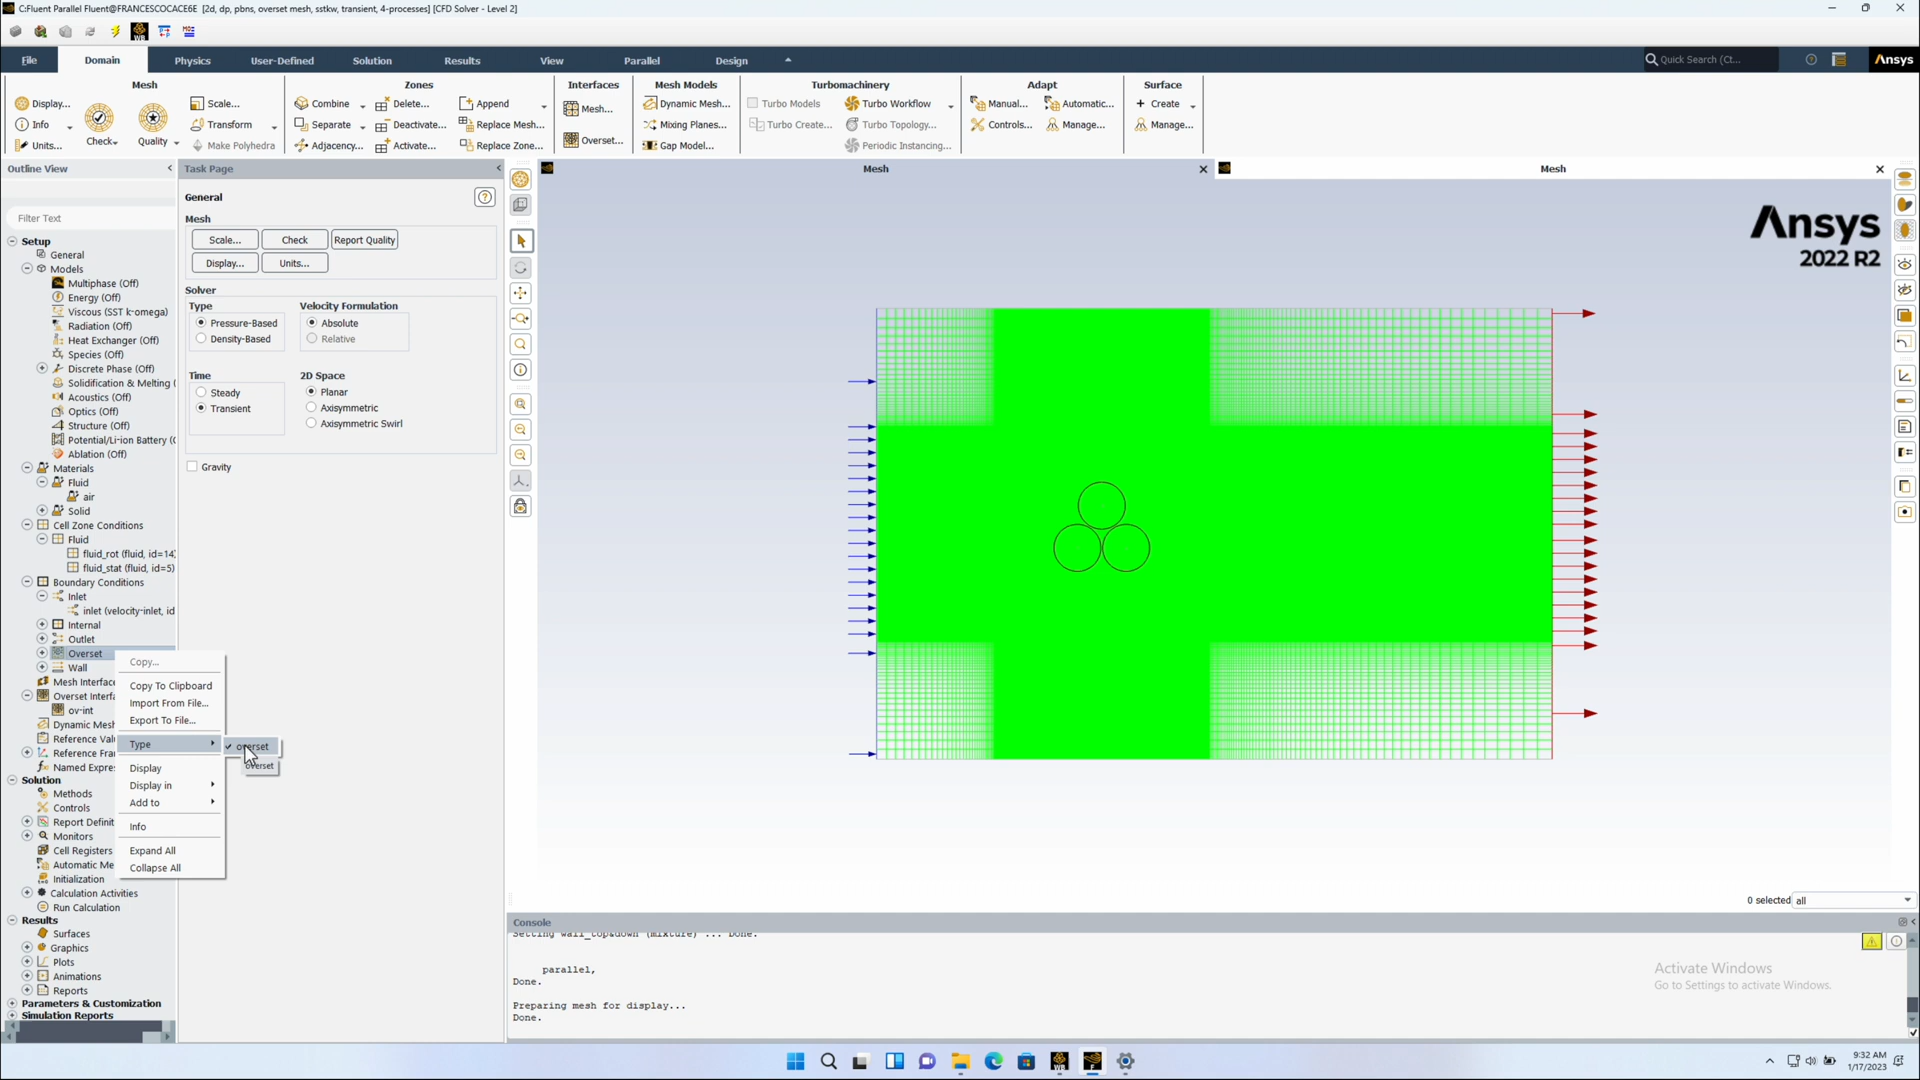 C:Fluent Parallel Fluent@FRANCESCOCACE6E [2d, dp, pbns, overset mesh, sstkw, transient, 4-processes] [CFD Solver - Level 2]
File Domain Physics User-Defined Solution Results View Parallel Design
Quick Search (Ct...
Ansys
Mesh
Display...
Info
Units...
Check
Quality
Scale...
Transform
Make Polyhedra
Zones
Combine
Separate
Adjacency...
Delete...
Deactivate...
Activate...
Append
Replace Mesh...
Replace Zone...
Interfaces
Mesh...
Overset...
Mesh Models
Dynamic Mesh...
Mixing Planes...
Gap Model...
Turbomachinery
Turbo Models
Turbo Create...
Turbo Workflow
Turbo Topology...
Periodic Instancing...
Adapt
Manual...
Controls...
Automatic...
Manage...
Surface
Create
Manage...
Outline View
Filter Text
Setup
General
Models
Multiphase (Off)
Energy (Off)
Viscous (SST k-omega)
Radiation (Off)
Heat Exchanger (Off)
Species (Off)
Discrete Phase (Off)
Solidification & Melting (
Acoustics (Off)
Optics (Off)
Structure (Off)
Potential/Li-ion Battery (
Ablation (Off)
Materials
Fluid
air
Solid
Cell Zone Conditions
Fluid
fluid_rot (fluid, id=14)
fluid_stat (fluid, id=5)
Boundary Conditions
Inlet
inlet (velocity-inlet, id
Internal
Outlet
Overset
Wall
Mesh Interface
Overset Interfa
ov-int
Dynamic Mesh
Reference Valu
Reference Fra
Named Expres
Solution
Methods
Controls
Report Definit
Monitors
Cell Registers
Automatic Me
Initialization
Calculation Activities
Run Calculation
Results
Surfaces
Graphics
Plots
Animations
Reports
Parameters & Customization
Simulation Reports
Copy...
Copy To Clipboard
Import From File...
Export To File...
Type
Display
Display in
Add to
Info
Expand All
Collapse All
overset
overset
Task Page
General
Mesh
Scale... Check Report Quality
Display... Units...
Solver
Type
Pressure-Based
Density-Based
Velocity Formulation
Absolute
Relative
Time
Steady
Transient
2D Space
Planar
Axisymmetric
Axisymmetric Swirl
Gravity
Mesh
Mesh
Ansys
2022 R2
0 selected all
Console
Setting wall_top&down (mixture) ... Done.
parallel,
Done.
Preparing mesh for display...
Done.
Activate Windows
Go to Settings to activate Windows.
9:32 AM
1/17/2023